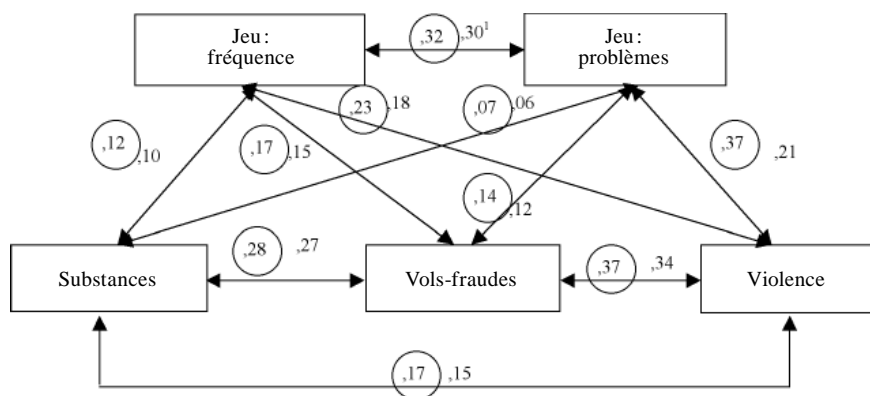 Jeu :
fréquence
,32 ,30¹
Jeu :
problèmes
,12 ,10
,17 ,15
,23 ,18
,07 ,06
,14 ,12
,37 ,21
Substances
,28 ,27
Vols-fraudes
,37 ,34
Violence
,17 ,15